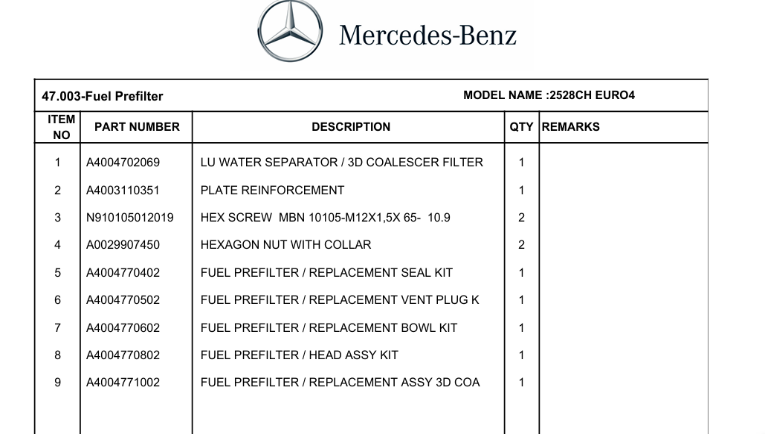 Mercedes-Benz
47.003-Fuel Prefilter MODEL NAME :2528CH EURO4
ITEM NO PART NUMBER DESCRIPTION QTY REMARKS
1 A4004702069 LU WATER SEPARATOR / 3D COALESCER FILTER 1
2 A4003110351 PLATE REINFORCEMENT 1
3 N910105012019 HEX SCREW MBN 10105-M12X1,5X 65- 10.9 2
4 A0029907450 HEXAGON NUT WITH COLLAR 2
5 A4004770402 FUEL PREFILTER / REPLACEMENT SEAL KIT 1
6 A4004770502 FUEL PREFILTER / REPLACEMENT VENT PLUG K 1
7 A4004770602 FUEL PREFILTER / REPLACEMENT BOWL KIT 1
8 A4004770802 FUEL PREFILTER / HEAD ASSY KIT 1
9 A4004771002 FUEL PREFILTER / REPLACEMENT ASSY 3D COA 1